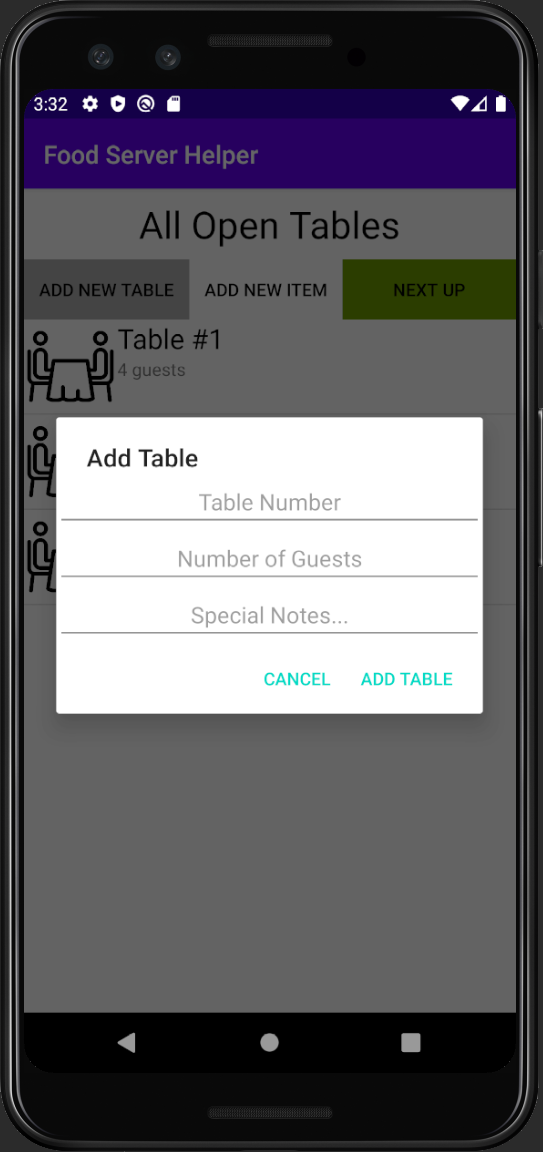 3:32
Food Server Helper
All Open Tables
ADD NEW TABLE ADD NEW ITEM NEXT UP
Table #1
4 guests
Add Table
Table Number
Number of Guests
Special Notes...
CANCEL ADD TABLE